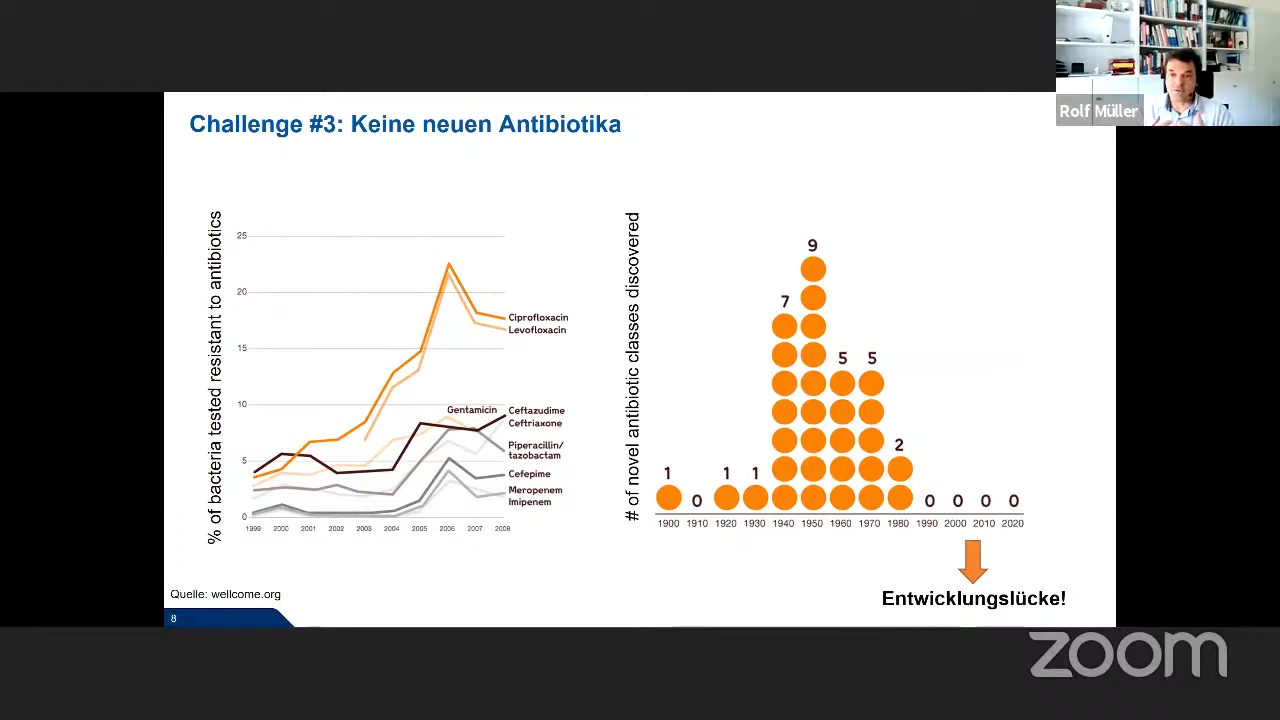 Rolf Müller
Challenge #3: Keine neuen Antibiotika
% of bacteria tested resistant to antibiotics
25
20
15
10
5
0
1999 2000 2001 2002 2003 2004 2005 2006 2007 2008
Ciprofloxacin
Levofloxacin
Gentamicin
Ceftazudime
Ceftriaxone
Piperacillin/
tazobactam
Cefepime
Meropenem
Imipenem
# of novel antibiotic classes discovered
1 0 1 1 7 9 5 5 2 0 0 0 0
1900 1910 1920 1930 1940 1950 1960 1970 1980 1990 2000 2010 2020
Entwicklungslücke!
Quelle: wellcome.org
8
zoom